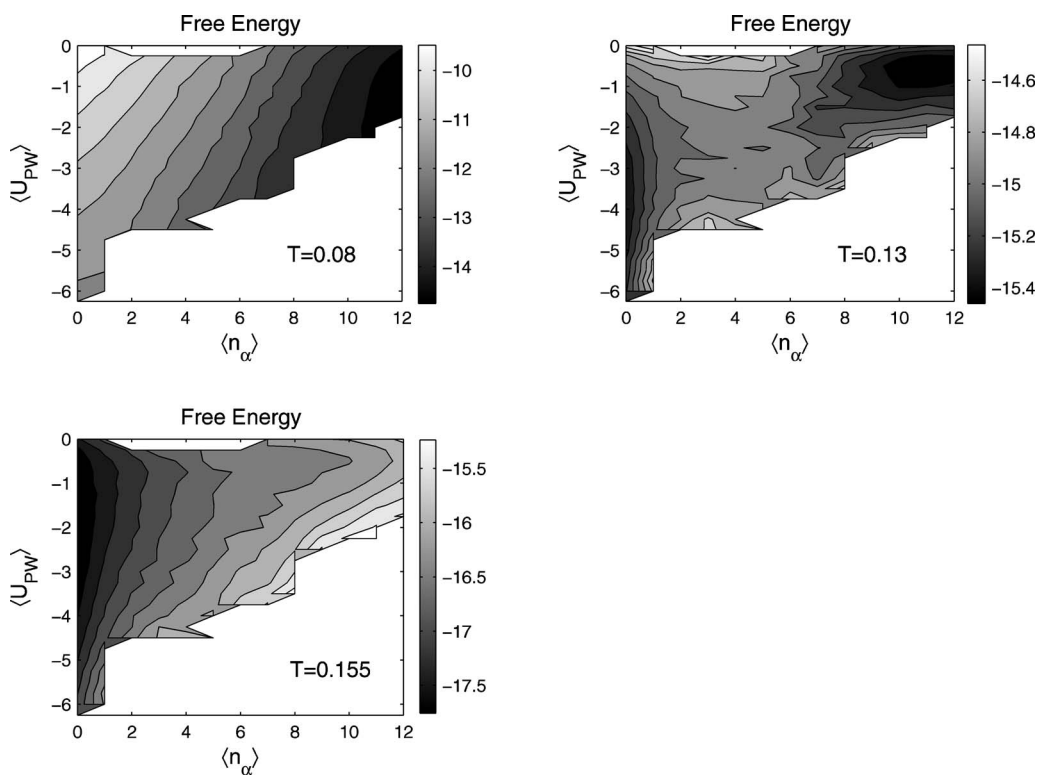 Free Energy
0
−1
−2
−3
−4
−5
−6
⟨U_PW⟩
0 2 4 6 8 10 12
⟨n_α⟩
T=0.08
−10
−11
−12
−13
−14
Free Energy
0
−1
−2
−3
−4
−5
−6
⟨U_PW⟩
0 2 4 6 8 10 12
⟨n_α⟩
T=0.13
−14.6
−14.8
−15
−15.2
−15.4
Free Energy
0
−1
−2
−3
−4
−5
−6
⟨U_PW⟩
0 2 4 6 8 10 12
⟨n_α⟩
T=0.155
−15.5
−16
−16.5
−17
−17.5